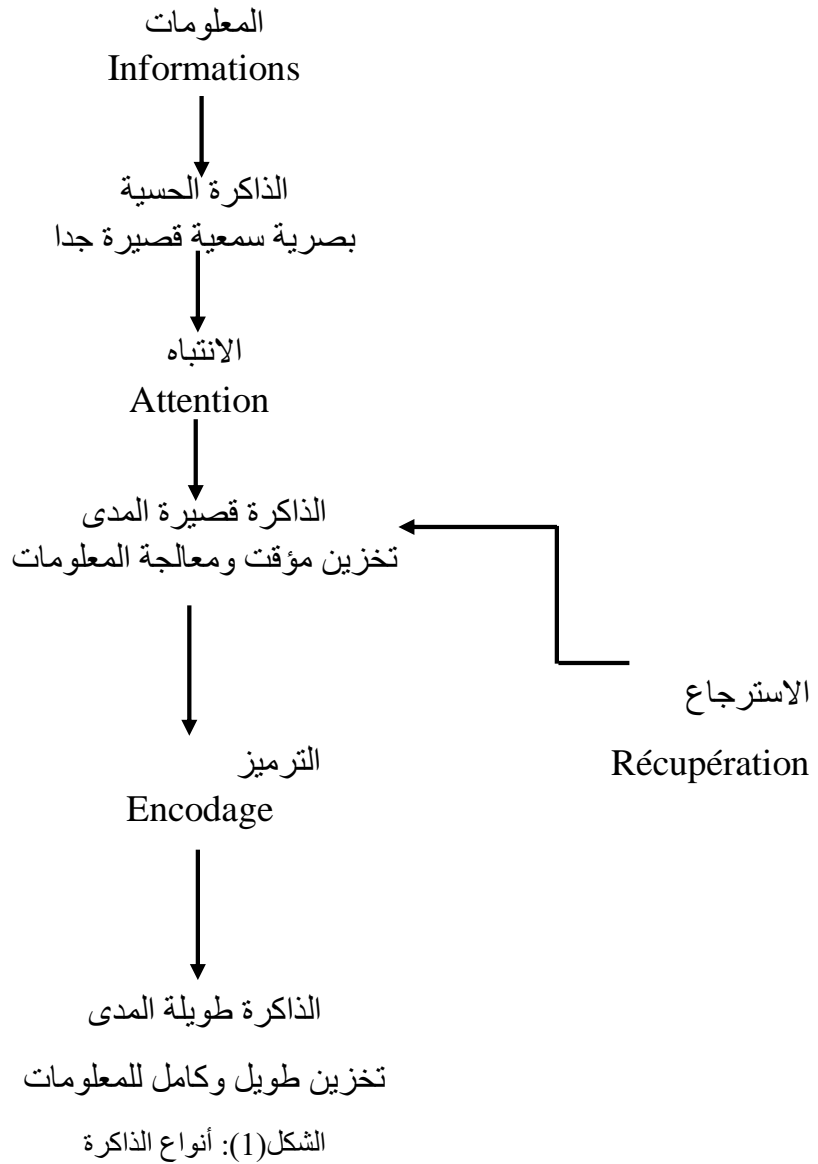 المعلومات
Informations
الذاكرة الحسية
بصرية سمعية قصيرة جدا
الانتباه
Attention
الذاكرة قصيرة المدى
تخزين مؤقت ومعالجة المعلومات
الاسترجاع
Récupération
الترميز
Encodage
الذاكرة طويلة المدى
تخزين طويل وكامل للمعلومات
الشكل(1): أنواع الذاكرة